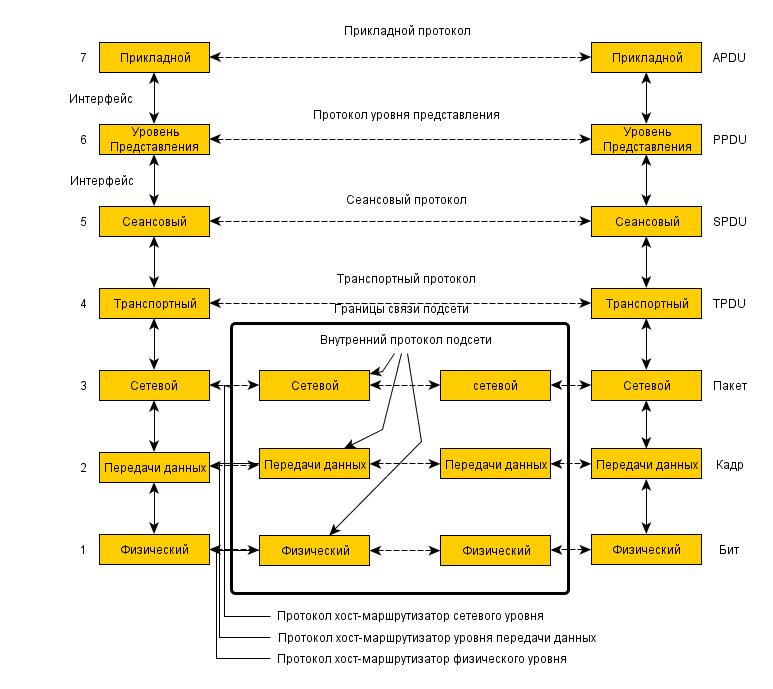 Прикладной протокол
7
Прикладной
Прикладной
APDU
Интерфейс
Протокол уровня представления
6
Уровень
Представления
Уровень
Представления
PPDU
Интерфейс
Сеансовый протокол
5
Сеансовый
Сеансовый
SPDU
Транспортный протокол
4
Транспортный
Транспортный
TPDU
Границы связи подсети
Внутренний протокол подсети
3
Сетевой
Сетевой
сетевой
Сетевой
Пакет
2
Передачи данных
Передачи данных
Передачи данных
Передачи данных
Кадр
1
Физический
Физический
Физический
Физический
Бит
Протокол хост-маршрутизатор сетевого уровня
Протокол хост-маршрутизатор уровня передачи данных
Протокол хост-маршрутизатор физического уровня